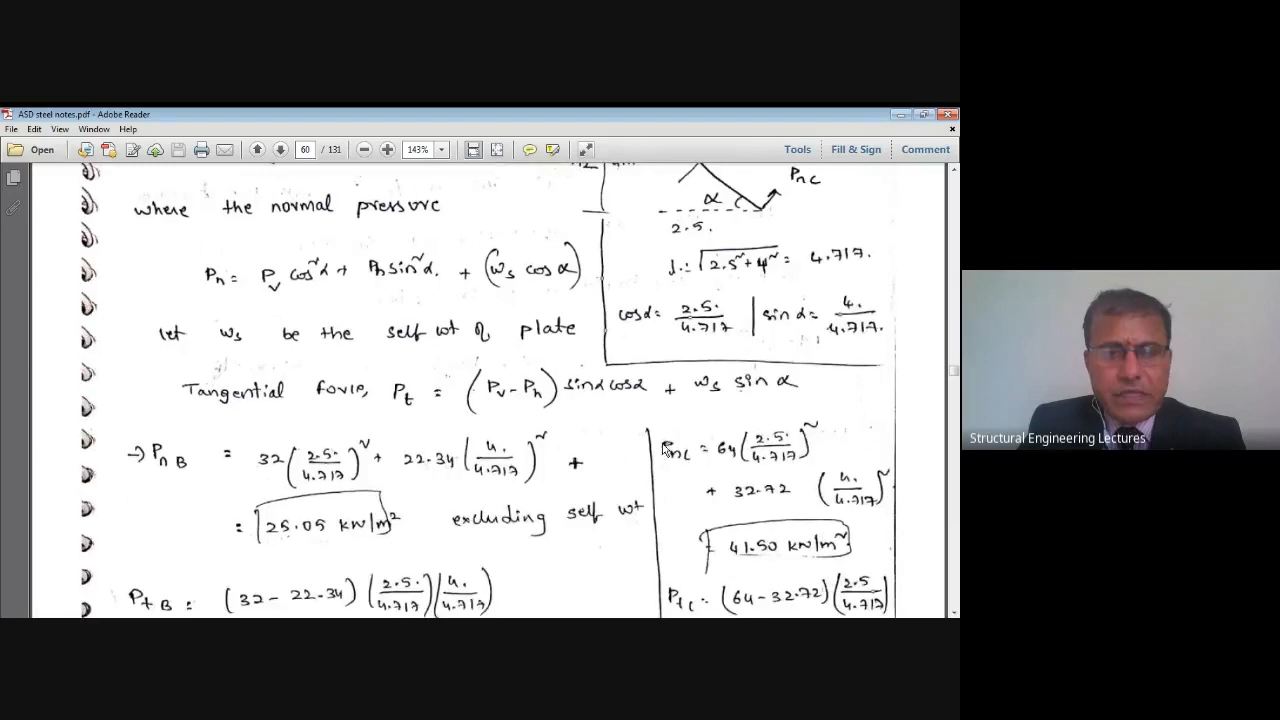 ASD steel notes.pdf - Adobe Reader
File Edit View Window Help
Open 60 / 131 143% Tools Fill & Sign Comment
where the normal pressure
Pn = Pv cos²α + Ph sin²α. + (ws cos α)
let ws be the self wt of plate
Tangential force, Pt = (Pv - Ph) sinα cosα + ws sin α
→ PnB = 32 (2.5./4.717)² + 22.34 (4./4.717)² +
= 25.05 kN/m² excluding self wt
PtB = (32 - 22.34) (2.5./4.717) (4./4.717)
PnC
α
2.5.
l = √2.5² + 4² = 4.717.
cosα = 2.5./4.717 | sin α = 4./4.717.
Pnc = 64 (2.5./4.717)²
+ 32.72 (4./4.717)²
= 41.50 kN/m²
Ptc = (64 - 32.72) (2.5/4.717)
Structural Engineering Lectures